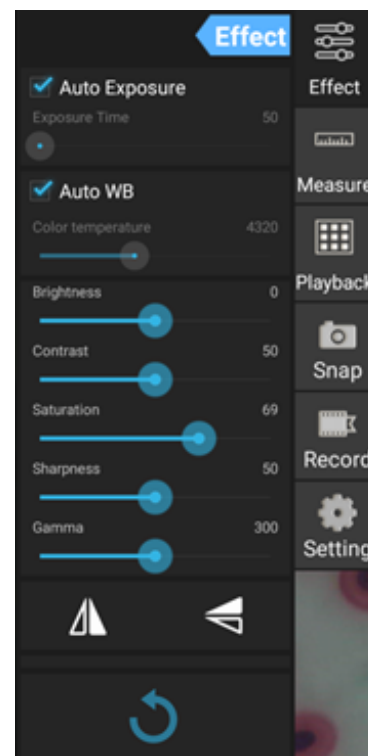 Effect
Auto Exposure
Exposure Time 50
Auto WB
Color temperature 4320
Brightness 0
Contrast 50
Saturation 69
Sharpness 50
Gamma 300
Effect
Measure
Playback
Snap
Record
Setting